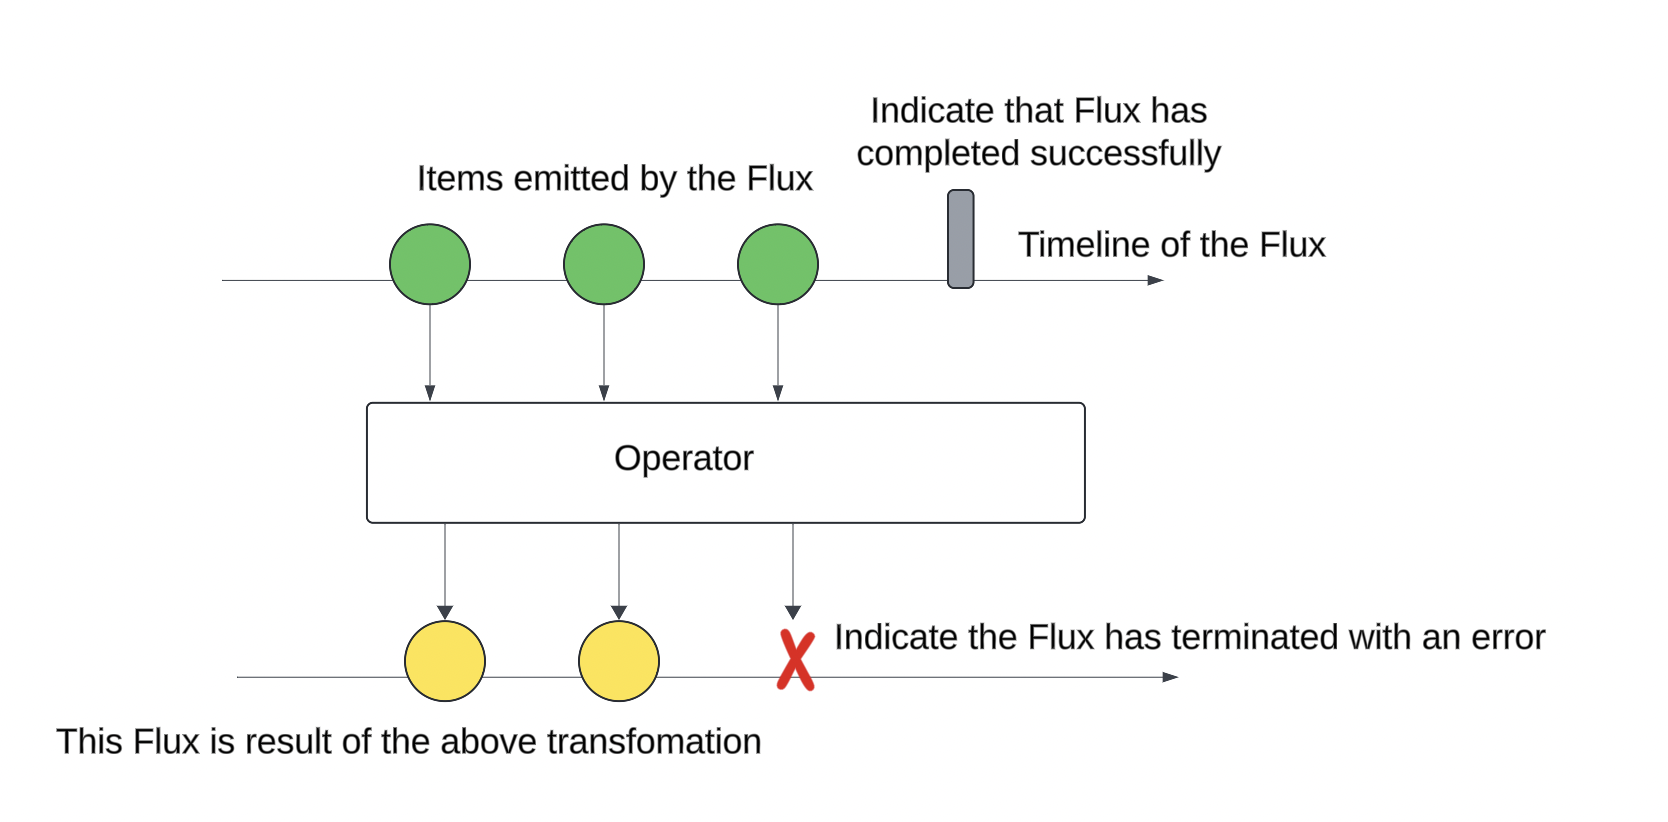 Indicate that Flux has
completed successfully
Items emitted by the Flux
Timeline of the Flux
Operator
Indicate the Flux has terminated with an error
This Flux is result of the above transfomation